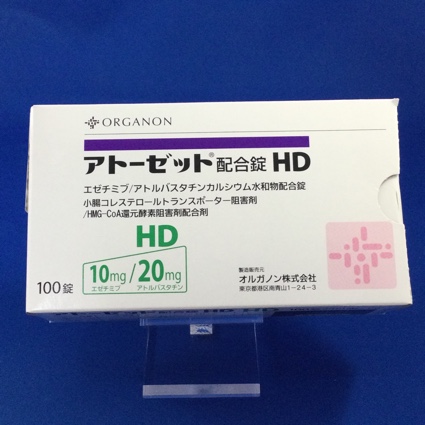 ORGANON
アトーゼット®配合錠 HD
エゼチミブ/アトルバスタチンカルシウム水和物配合錠
小腸コレステロールトランスポーター阻害剤
/HMG-CoA還元酵素阻害剤配合剤
HD
10mg/20mg
エゼチミブ アトルバスタチン
100錠
製造販売元
オルガノン株式会社
東京都港区南青山1-24-3